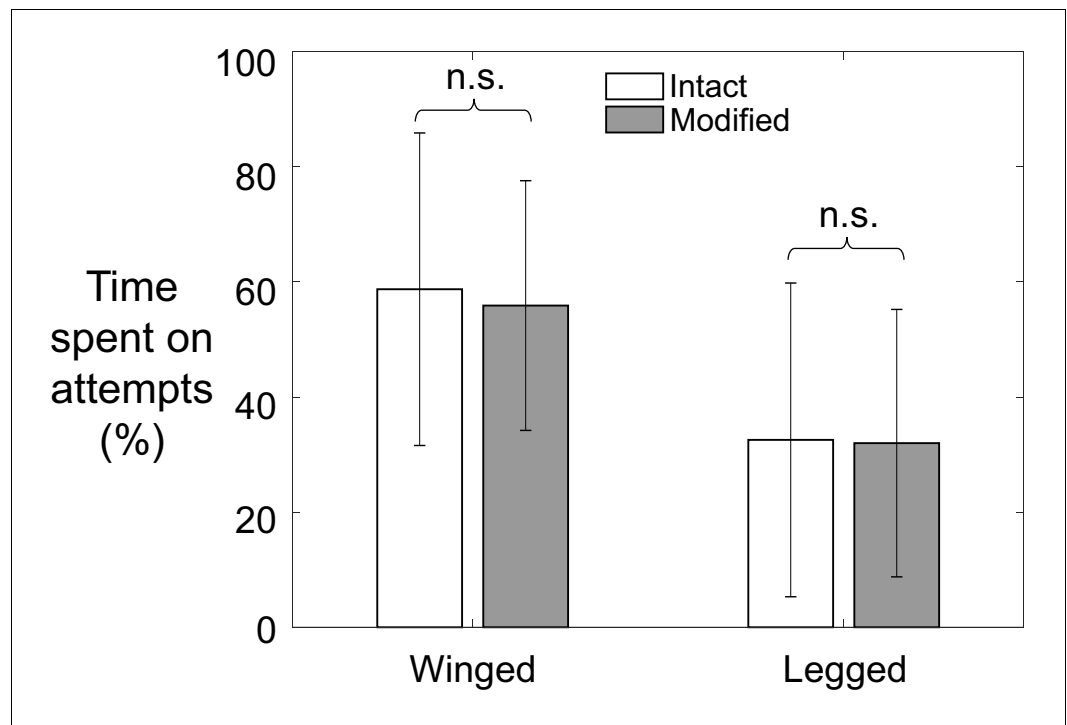 100
80
60
40
20
0
Time
spent on
attempts
(%)
n.s.
n.s.
Intact
Modified
Winged
Legged